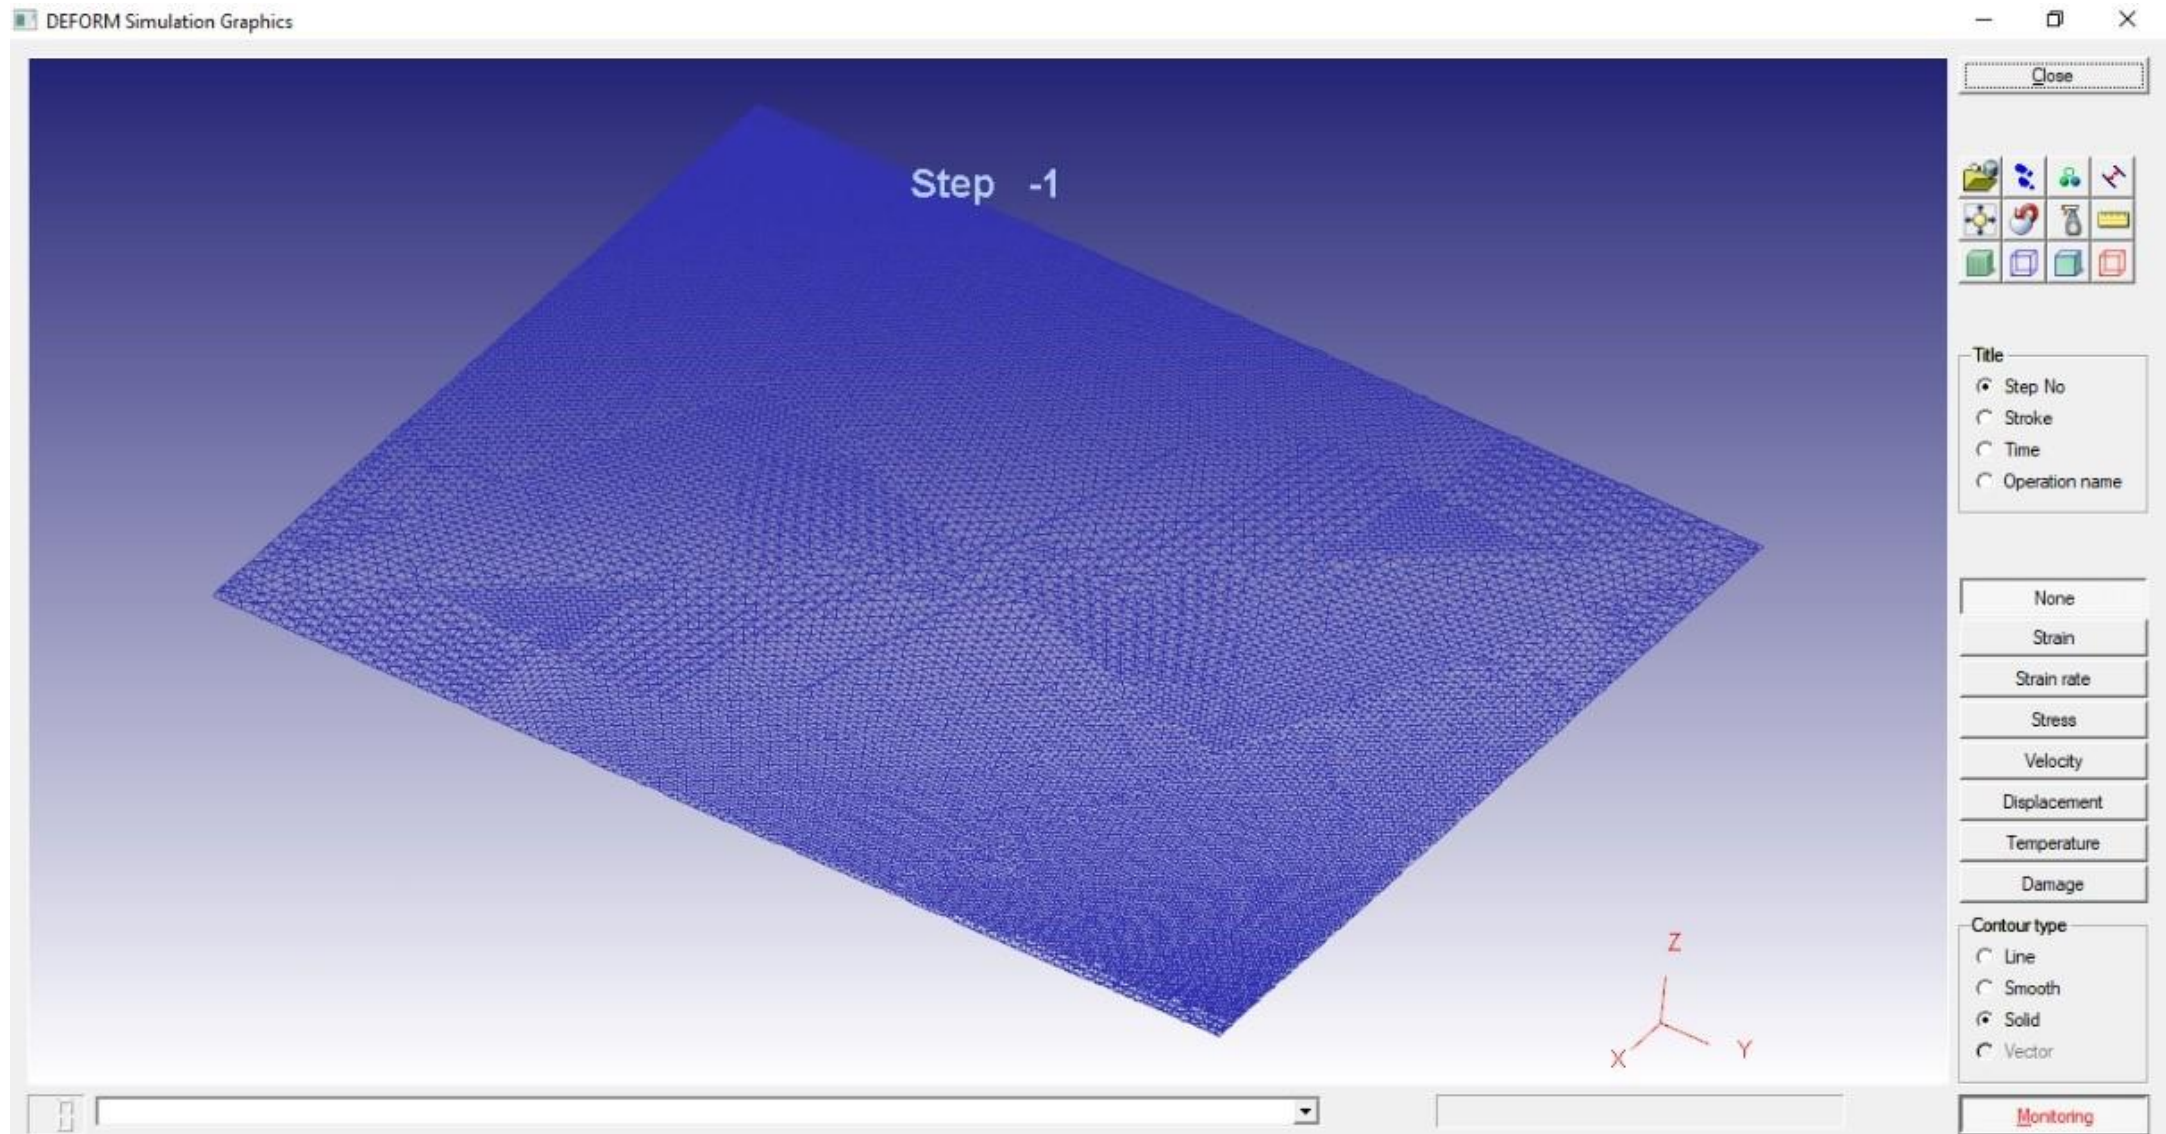 DEFORM Simulation Graphics
Close
Step -1
Title
Step No
Stroke
Time
Operation name
None
Strain
Strain rate
Stress
Velocity
Displacement
Temperature
Damage
Contour type
Line
Smooth
Solid
Vector
Z
X
Y
Monitoring